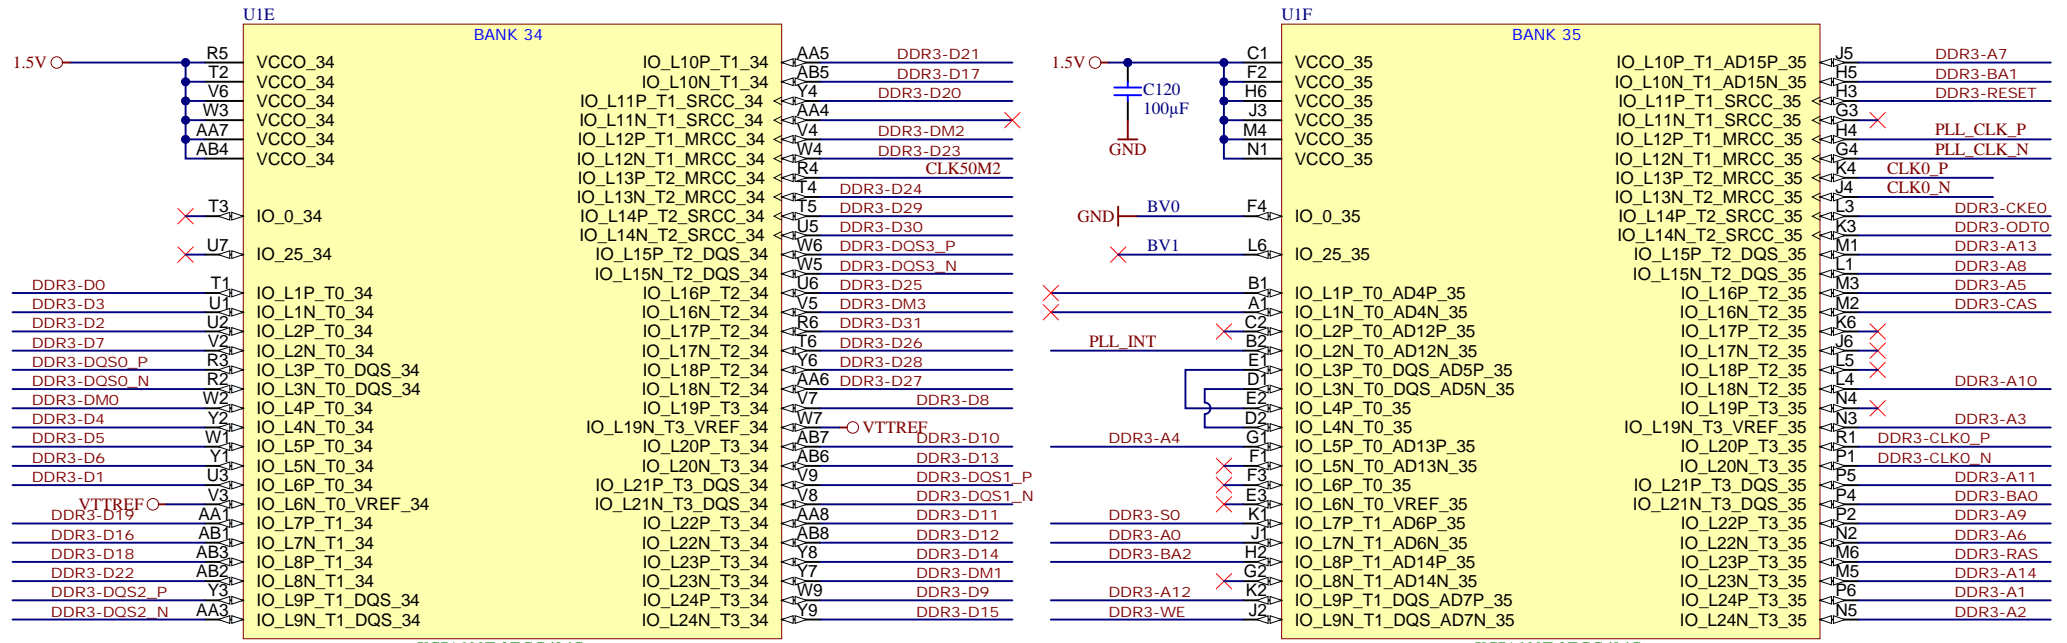 U1E
BANK 34
1.5V
R5 VCCO_34
T2 VCCO_34
V6 VCCO_34
W3 VCCO_34
AA7 VCCO_34
AB4 VCCO_34
T3 IO_0_34
U7 IO_25_34
DDR3-D0 T1 IO_L1P_T0_34
DDR3-D3 U1 IO_L1N_T0_34
DDR3-D2 U2 IO_L2P_T0_34
DDR3-D7 V2 IO_L2N_T0_34
DDR3-DQS0_P R3 IO_L3P_T0_DQS_34
DDR3-DQS0_N R2 IO_L3N_T0_DQS_34
DDR3-DM0 W2 IO_L4P_T0_34
DDR3-D4 Y2 IO_L4N_T0_34
DDR3-D5 W1 IO_L5P_T0_34
DDR3-D6 Y1 IO_L5N_T0_34
DDR3-D1 U3 IO_L6P_T0_34
VTTREF V3 IO_L6N_T0_VREF_34
DDR3-D19 AA1 IO_L7P_T1_34
DDR3-D16 AB1 IO_L7N_T1_34
DDR3-D18 AB3 IO_L8P_T1_34
DDR3-D22 AB2 IO_L8N_T1_34
DDR3-DQS2_P Y3 IO_L9P_T1_DQS_34
DDR3-DQS2_N AA3 IO_L9N_T1_DQS_34
IO_L10P_T1_34 AA5 DDR3-D21
IO_L10N_T1_34 AB5 DDR3-D17
IO_L11P_T1_SRCC_34 Y4 DDR3-D20
IO_L11N_T1_SRCC_34 AA4
IO_L12P_T1_MRCC_34 V4 DDR3-DM2
IO_L12N_T1_MRCC_34 W4 DDR3-D23
IO_L13P_T2_MRCC_34 R4 CLK50M2
IO_L13N_T2_MRCC_34 T4 DDR3-D24
IO_L14P_T2_SRCC_34 T5 DDR3-D29
IO_L14N_T2_SRCC_34 U5 DDR3-D30
IO_L15P_T2_DQS_34 W6 DDR3-DQS3_P
IO_L15N_T2_DQS_34 W5 DDR3-DQS3_N
IO_L16P_T2_34 U6 DDR3-D25
IO_L16N_T2_34 V5 DDR3-DM3
IO_L17P_T2_34 R6 DDR3-D31
IO_L17N_T2_34 T6 DDR3-D26
IO_L18P_T2_34 Y6 DDR3-D28
IO_L18N_T2_34 AA6 DDR3-D27
IO_L19P_T3_34 V7 DDR3-D8
IO_L19N_T3_VREF_34 W7 VTTREF
IO_L20P_T3_34 AB7 DDR3-D10
IO_L20N_T3_34 AB6 DDR3-D13
IO_L21P_T3_DQS_34 V9 DDR3-DQS1_P
IO_L21N_T3_DQS_34 V8 DDR3-DQS1_N
IO_L22P_T3_34 AA8 DDR3-D11
IO_L22N_T3_34 AB8 DDR3-D12
IO_L23P_T3_34 Y8 DDR3-D14
IO_L23N_T3_34 Y7 DDR3-DM1
IO_L24P_T3_34 W9 DDR3-D9
IO_L24N_T3_34 Y9 DDR3-D15
U1F
BANK 35
1.5V
C120
100µF
GND
C1 VCCO_35
F2 VCCO_35
H6 VCCO_35
J3 VCCO_35
M4 VCCO_35
N1 VCCO_35
GND BV0 F4 IO_0_35
BV1 L6 IO_25_35
B1 IO_L1P_T0_AD4P_35
A1 IO_L1N_T0_AD4N_35
C2 IO_L2P_T0_AD12P_35
PLL_INT B2 IO_L2N_T0_AD12N_35
E1 IO_L3P_T0_DQS_AD5P_35
D1 IO_L3N_T0_DQS_AD5N_35
E2 IO_L4P_T0_35
D2 IO_L4N_T0_35
DDR3-A4 G1 IO_L5P_T0_AD13P_35
F1 IO_L5N_T0_AD13N_35
F3 IO_L6P_T0_35
E3 IO_L6N_T0_VREF_35
DDR3-S0 K1 IO_L7P_T1_AD6P_35
DDR3-A0 J1 IO_L7N_T1_AD6N_35
DDR3-BA2 H2 IO_L8P_T1_AD14P_35
G2 IO_L8N_T1_AD14N_35
DDR3-A12 K2 IO_L9P_T1_DQS_AD7P_35
DDR3-WE J2 IO_L9N_T1_DQS_AD7N_35
IO_L10P_T1_AD15P_35 J5 DDR3-A7
IO_L10N_T1_AD15N_35 H5 DDR3-BA1
IO_L11P_T1_SRCC_35 H3 DDR3-RESET
IO_L11N_T1_SRCC_35 G3
IO_L12P_T1_MRCC_35 H4 PLL_CLK_P
IO_L12N_T1_MRCC_35 G4 PLL_CLK_N
IO_L13P_T2_MRCC_35 K4 CLK0_P
IO_L13N_T2_MRCC_35 J4 CLK0_N
IO_L14P_T2_SRCC_35 L3 DDR3-CKE0
IO_L14N_T2_SRCC_35 K3 DDR3-ODT0
IO_L15P_T2_DQS_35 M1 DDR3-A13
IO_L15N_T2_DQS_35 L1 DDR3-A8
IO_L16P_T2_35 M3 DDR3-A5
IO_L16N_T2_35 M2 DDR3-CAS
IO_L17P_T2_35 K6
IO_L17N_T2_35 J6
IO_L18P_T2_35 L5
IO_L18N_T2_35 L4 DDR3-A10
IO_L19P_T3_35 N4
IO_L19N_T3_VREF_35 N3 DDR3-A3
IO_L20P_T3_35 R1 DDR3-CLK0_P
IO_L20N_T3_35 P1 DDR3-CLK0_N
IO_L21P_T3_DQS_35 P5 DDR3-A11
IO_L21N_T3_DQS_35 P4 DDR3-BA0
IO_L22P_T3_35 P2 DDR3-A9
IO_L22N_T3_35 N2 DDR3-A6
IO_L23P_T3_35 M6 DDR3-RAS
IO_L23N_T3_35 M5 DDR3-A14
IO_L24P_T3_35 P6 DDR3-A1
IO_L24N_T3_35 N5 DDR3-A2